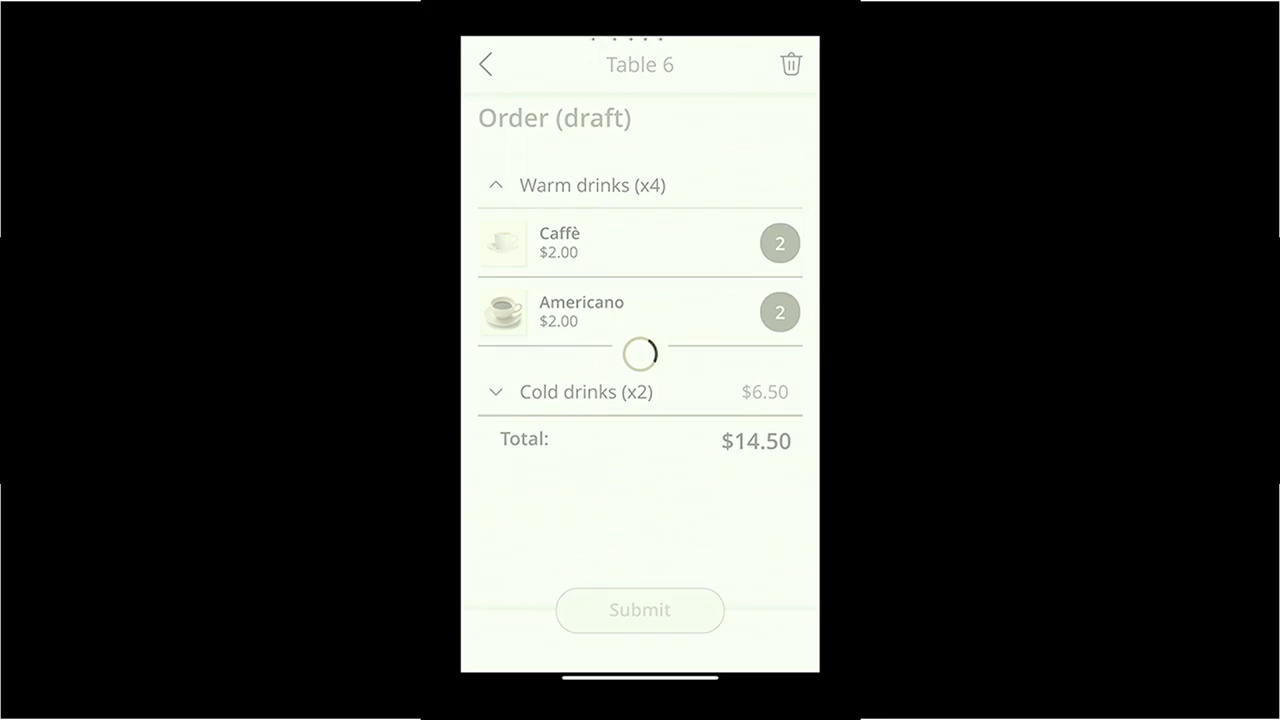 Table 6
Order (draft)
Warm drinks (x4)
Caffè
$2.00
2
Americano
$2.00
2
Cold drinks (x2) $6.50
Total: $14.50
Submit